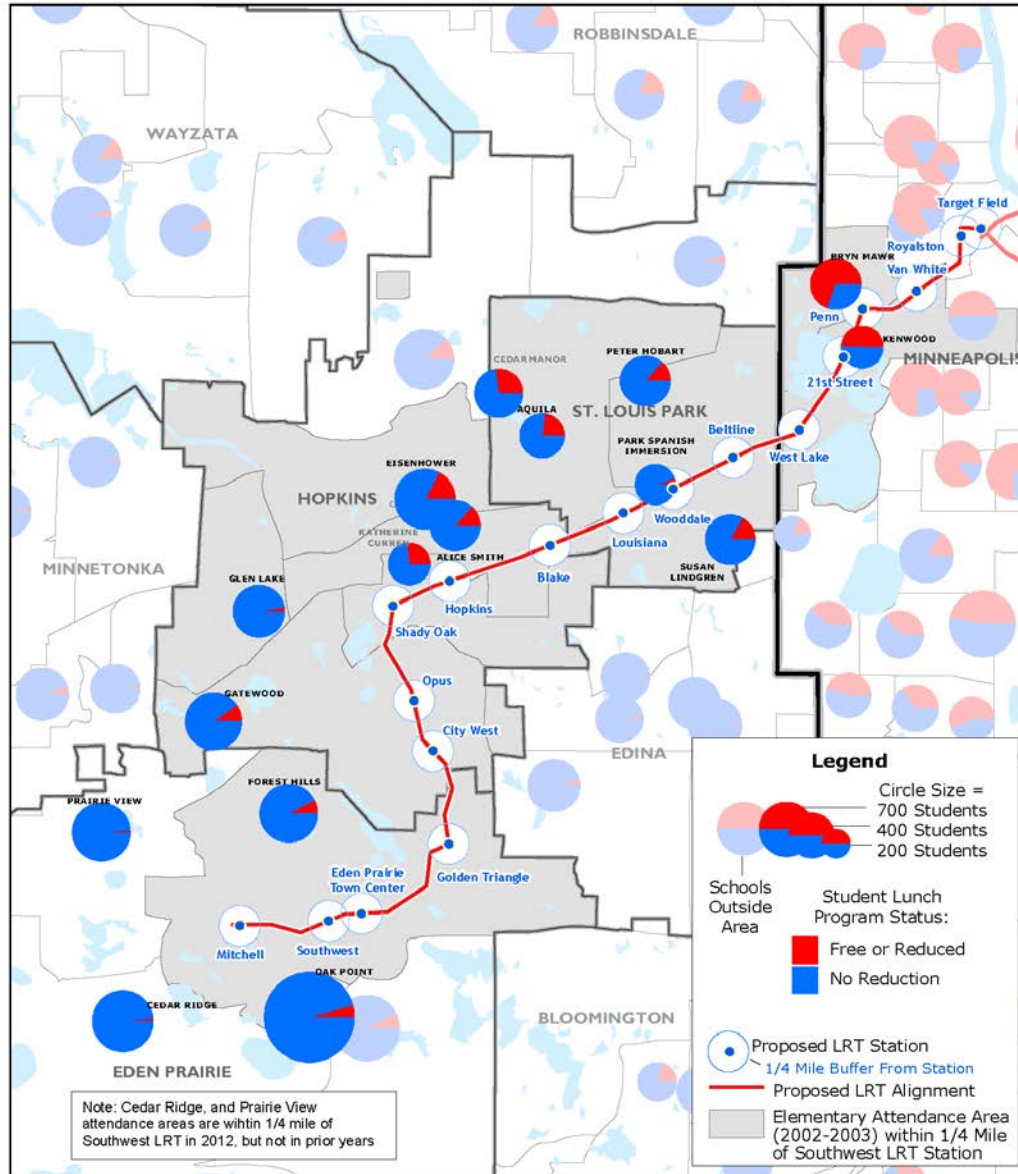 ROBBINSDALE
WAYZATA
Target Field
Royalston
BRYN MAWR
Van White
Penn
KENWOOD
MINNEAPOLIS
21st Street
CEDAR MANOR
PETER HOBART
AQUILA
ST. LOUIS PARK
Beltline
West Lake
PARK SPANISH
IMMERSION
EISENHOWER
HOPKINS
Wooddale
Louisiana
KATHERINE
CURREN
ALICE SMITH
SUSAN
LINDGREN
MINNETONKA
GLEN LAKE
Blake
Hopkins
Shady Oak
GATEWOOD
Opus
City West
EDINA
FOREST HILLS
PRAIRIE VIEW
Golden Triangle
Eden Prairie
Town Center
Mitchell
Southwest
OAK POINT
CEDAR RIDGE
BLOOMINGTON
EDEN PRAIRIE
Note: Cedar Ridge, and Prairie View
attendance areas are wihtin 1/4 mile of
Southwest LRT in 2012, but not in prior years
Legend
Circle Size =
700 Students
400 Students
200 Students
Schools
Outside
Area
Student Lunch
Program Status:
Free or Reduced
No Reduction
Proposed LRT Station
1/4 Mile Buffer From Station
Proposed LRT Alignment
Elementary Attendance Area
(2002-2003) within 1/4 Mile
of Southwest LRT Station